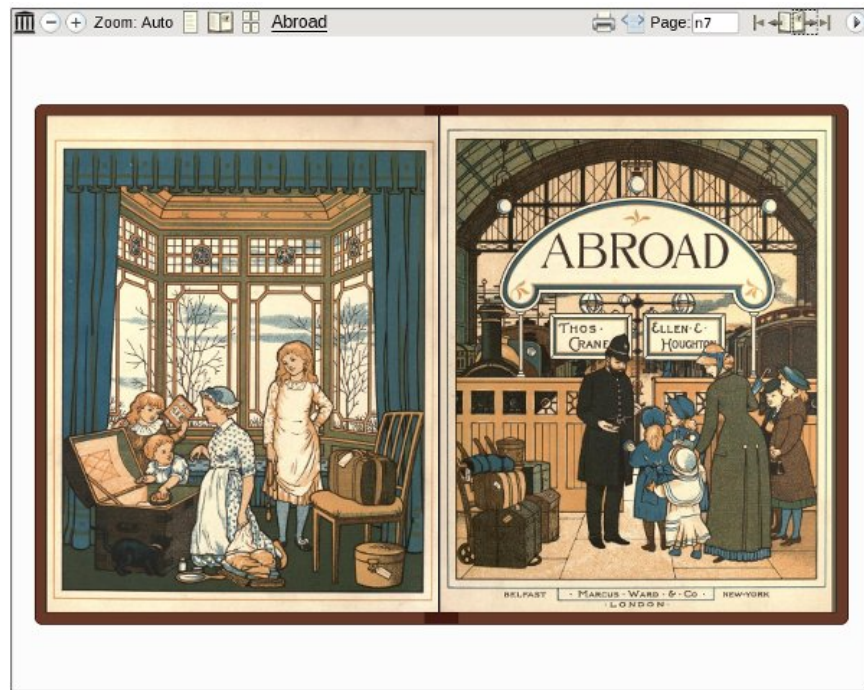 Zoom: Auto Abroad Page: n7
ABROAD
THOS· ELLEN·E·
CRANE HOUGHTON
BELFAST · MARCUS · WARD · & · CO · NEW-YORK
· LONDON ·